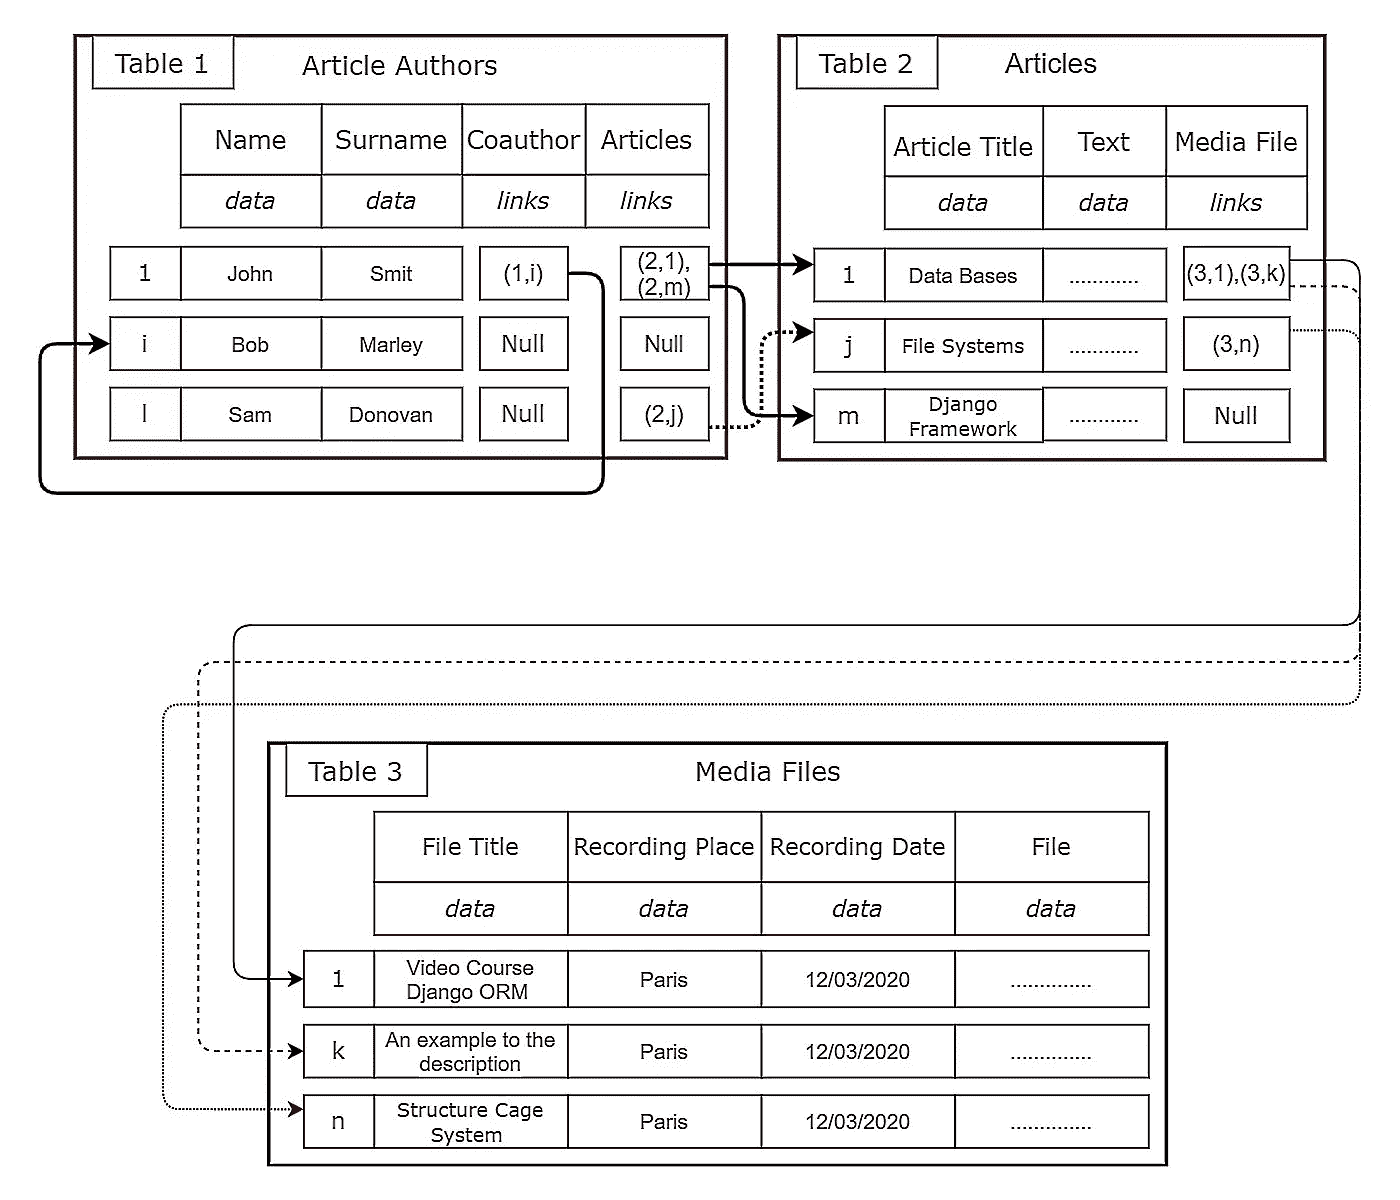 Table 1
Article Authors
Name Surname Coauthor Articles
data data links links
1 John Smit (1,i) (2,1),
(2,m)
i Bob Marley Null Null
l Sam Donovan Null (2,j)
Table 2
Articles
Article Title Text Media File
data data links
1 Data Bases ............ (3,1),(3,k)
j File Systems ............ (3,n)
m Django
Framework ............ Null
Table 3
Media Files
File Title Recording Place Recording Date File
data data data data
1 Video Course
Django ORM Paris 12/03/2020 ..............
k An example to the
description Paris 12/03/2020 ..............
n Structure Cage
System Paris 12/03/2020 ..............